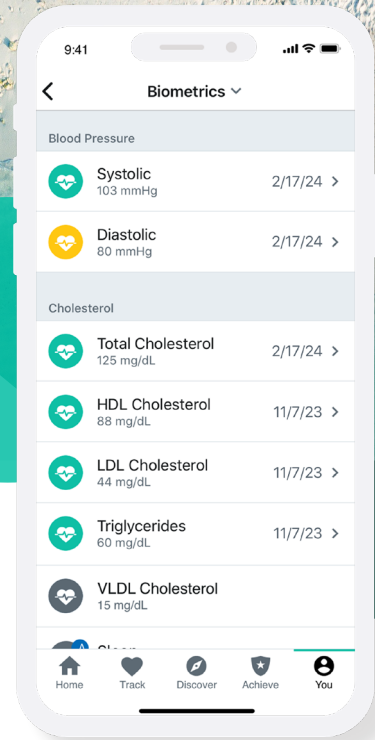 9:41
Biometrics
Blood Pressure
Systolic
103 mmHg
2/17/24
Diastolic
80 mmHg
2/17/24
Cholesterol
Total Cholesterol
125 mg/dL
2/17/24
HDL Cholesterol
88 mg/dL
11/7/23
LDL Cholesterol
44 mg/dL
11/7/23
Triglycerides
60 mg/dL
11/7/23
VLDL Cholesterol
15 mg/dL
Home
Track
Discover
Achieve
You